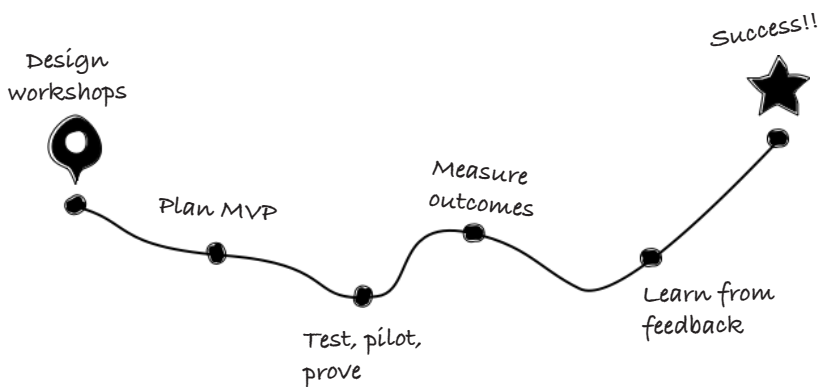 Design
workshops
Plan MVP
Test, pilot,
prove
Measure
outcomes
Learn from
feedback
Success!!